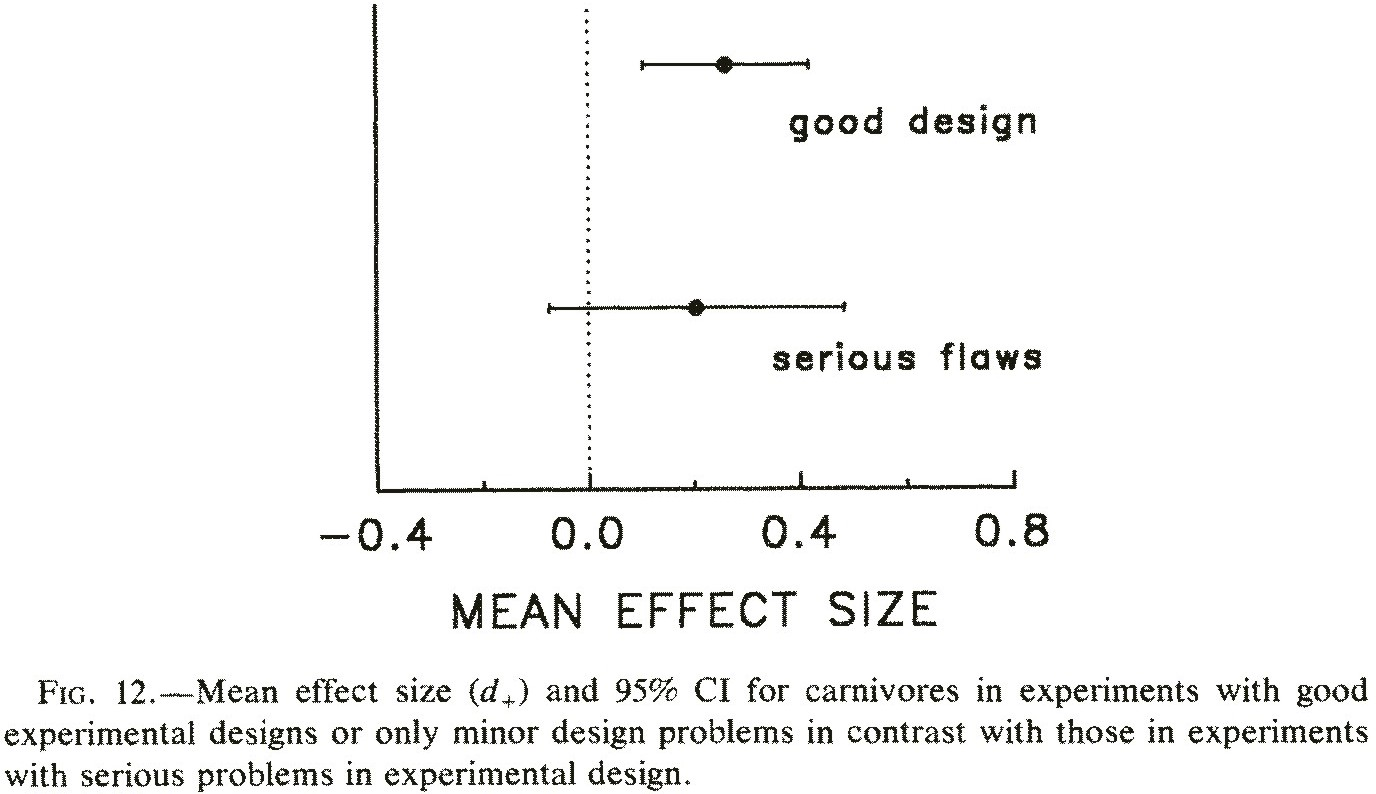 good design
serious flaws
−0.4 0.0 0.4 0.8
MEAN EFFECT SIZE
FIG. 12.—Mean effect size (d+) and 95% CI for carnivores in experiments with good
experimental designs or only minor design problems in contrast with those in experiments
with serious problems in experimental design.